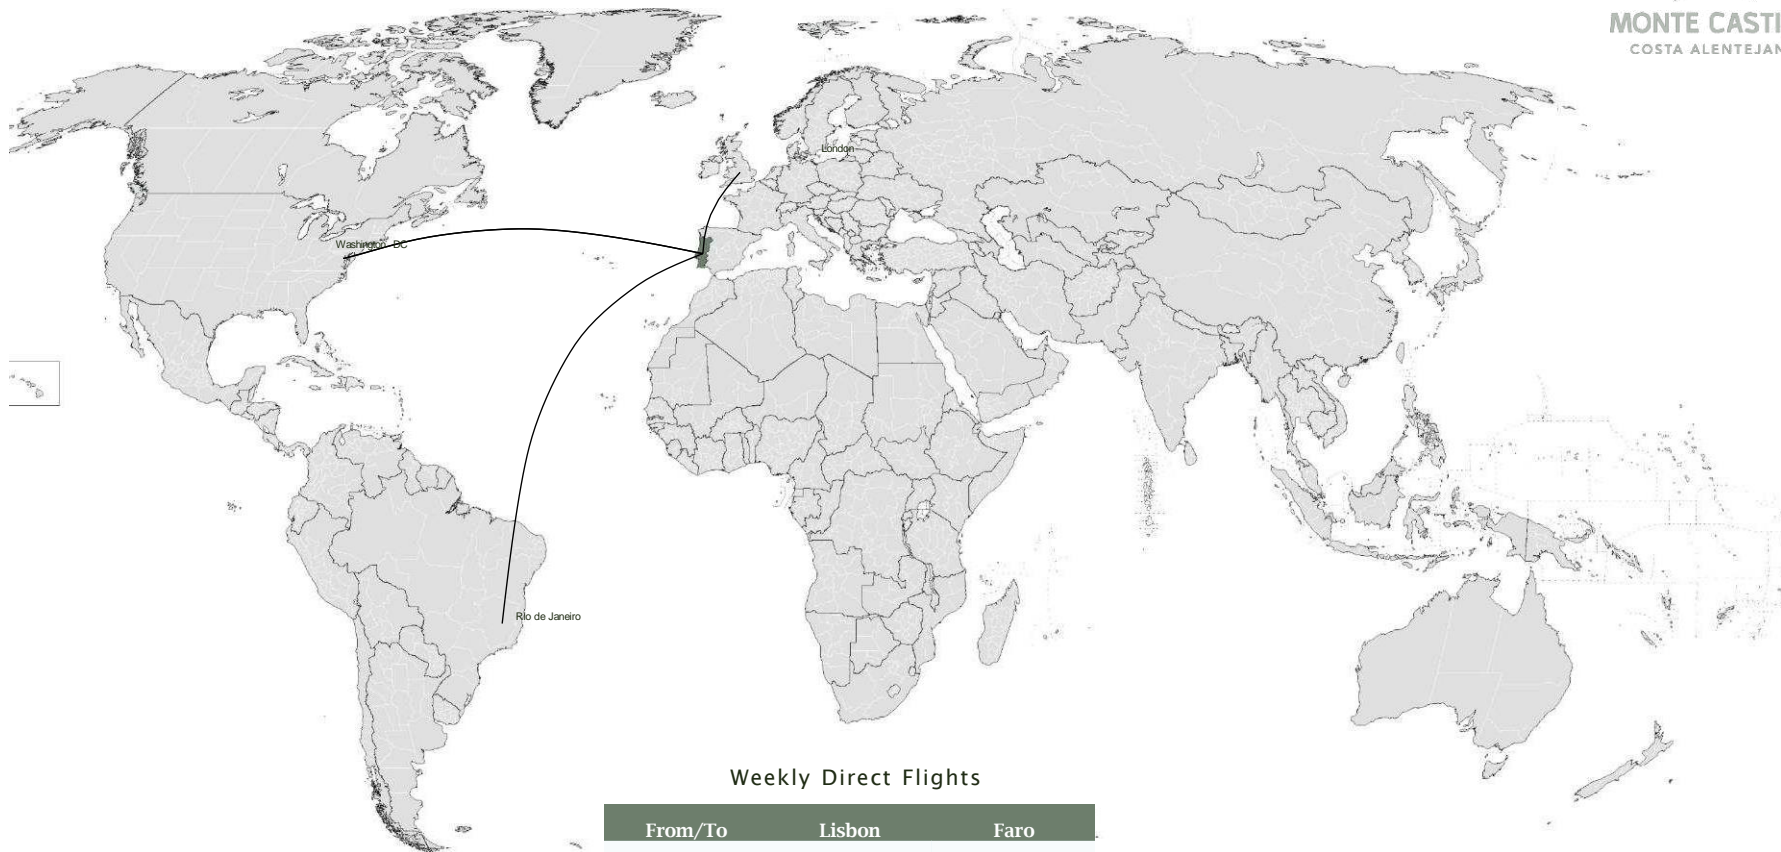 MONTE CASTI
COSTA ALENTEJAN
London
Washington, DC
Rio de Janeiro
Weekly Direct Flights
From/To Lisbon Faro